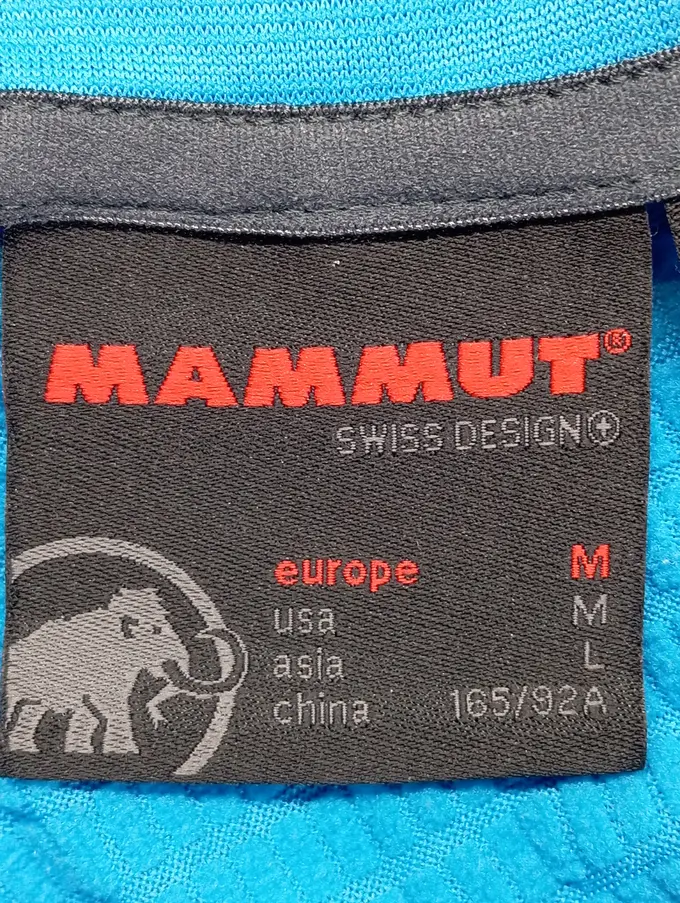 MAMMUT®
SWISS DESIGN
europe M
usa M
asia L
china 165/92A